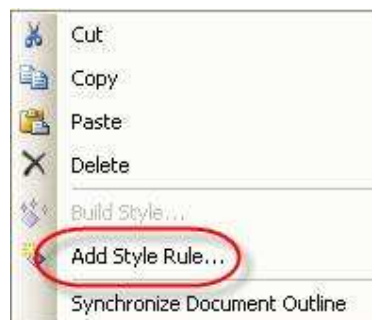 Cut
Copy
Paste
Delete
Build Style...
Add Style Rule...
Synchronize Document Outline